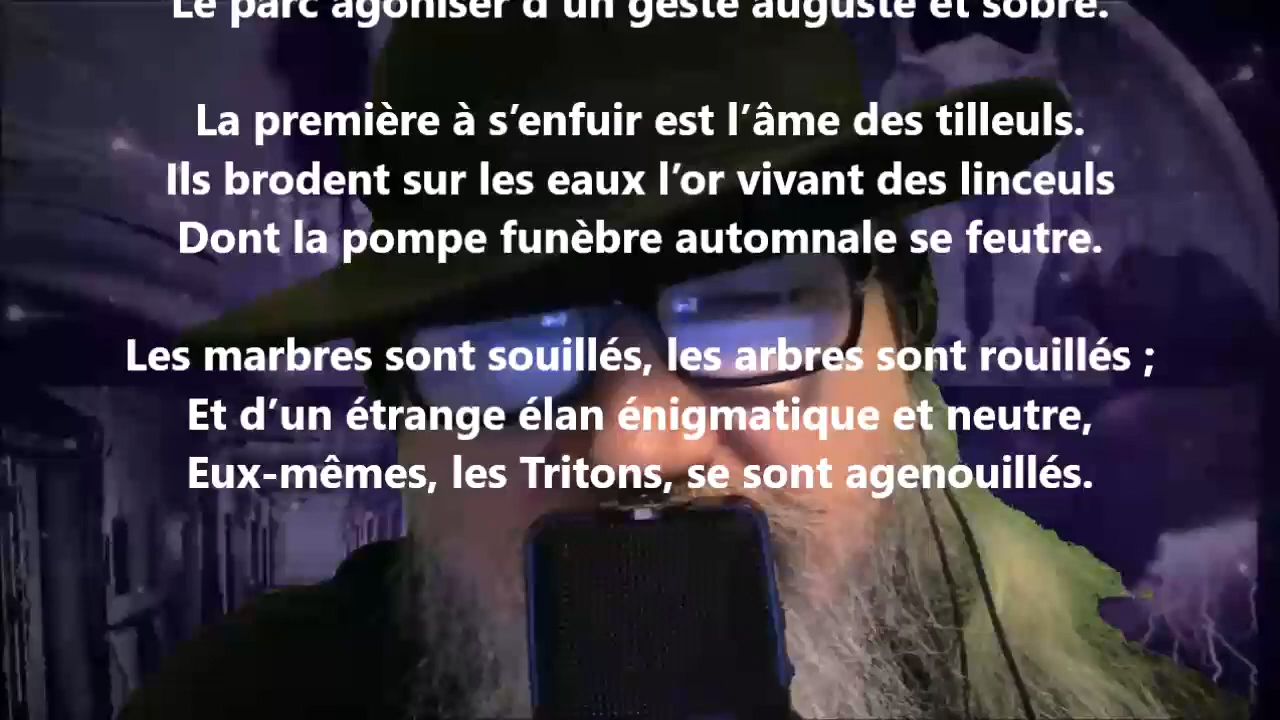 Le parc agoniser d’un geste auguste et sobre.
La première à s’enfuir est l’âme des tilleuls.
Ils brodent sur les eaux l’or vivant des linceuls
Dont la pompe funèbre automnale se feutre.
Les marbres sont souillés, les arbres sont rouillés ;
Et d’un étrange élan énigmatique et neutre,
Eux-mêmes, les Tritons, se sont agenouillés.